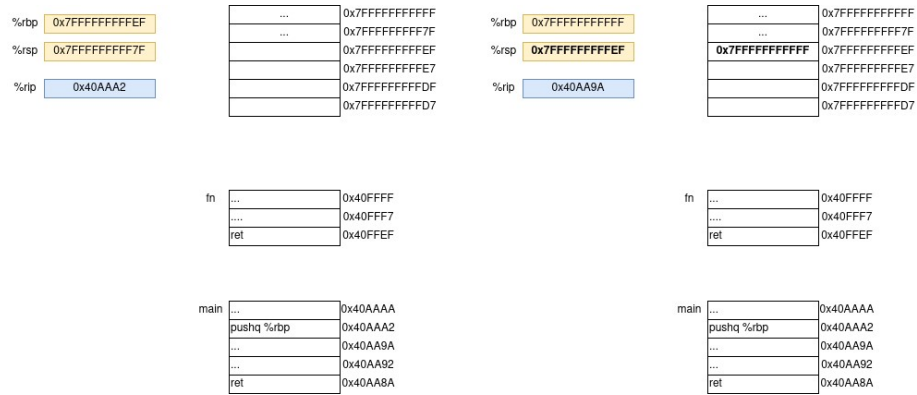 %rbp 0x7FFFFFFFFFEF
%rsp 0x7FFFFFFFFF7F
%rip 0x40AAA2
... 0x7FFFFFFFFFFF
... 0x7FFFFFFFFF7F
0x7FFFFFFFFFEF
0x7FFFFFFFFFE7
0x7FFFFFFFFFDF
0x7FFFFFFFFFD7
fn ... 0x40FFFF
.... 0x40FFF7
ret 0x40FFEF
main ... 0x40AAAA
pushq %rbp 0x40AAA2
... 0x40AA9A
... 0x40AA92
ret 0x40AA8A
%rbp 0x7FFFFFFFFFFF
%rsp 0x7FFFFFFFFFEF
%rip 0x40AA9A
... 0x7FFFFFFFFFFF
... 0x7FFFFFFFFF7F
0x7FFFFFFFFFFF 0x7FFFFFFFFFEF
0x7FFFFFFFFFE7
0x7FFFFFFFFFDF
0x7FFFFFFFFFD7
fn ... 0x40FFFF
.... 0x40FFF7
ret 0x40FFEF
main ... 0x40AAAA
pushq %rbp 0x40AAA2
... 0x40AA9A
... 0x40AA92
ret 0x40AA8A